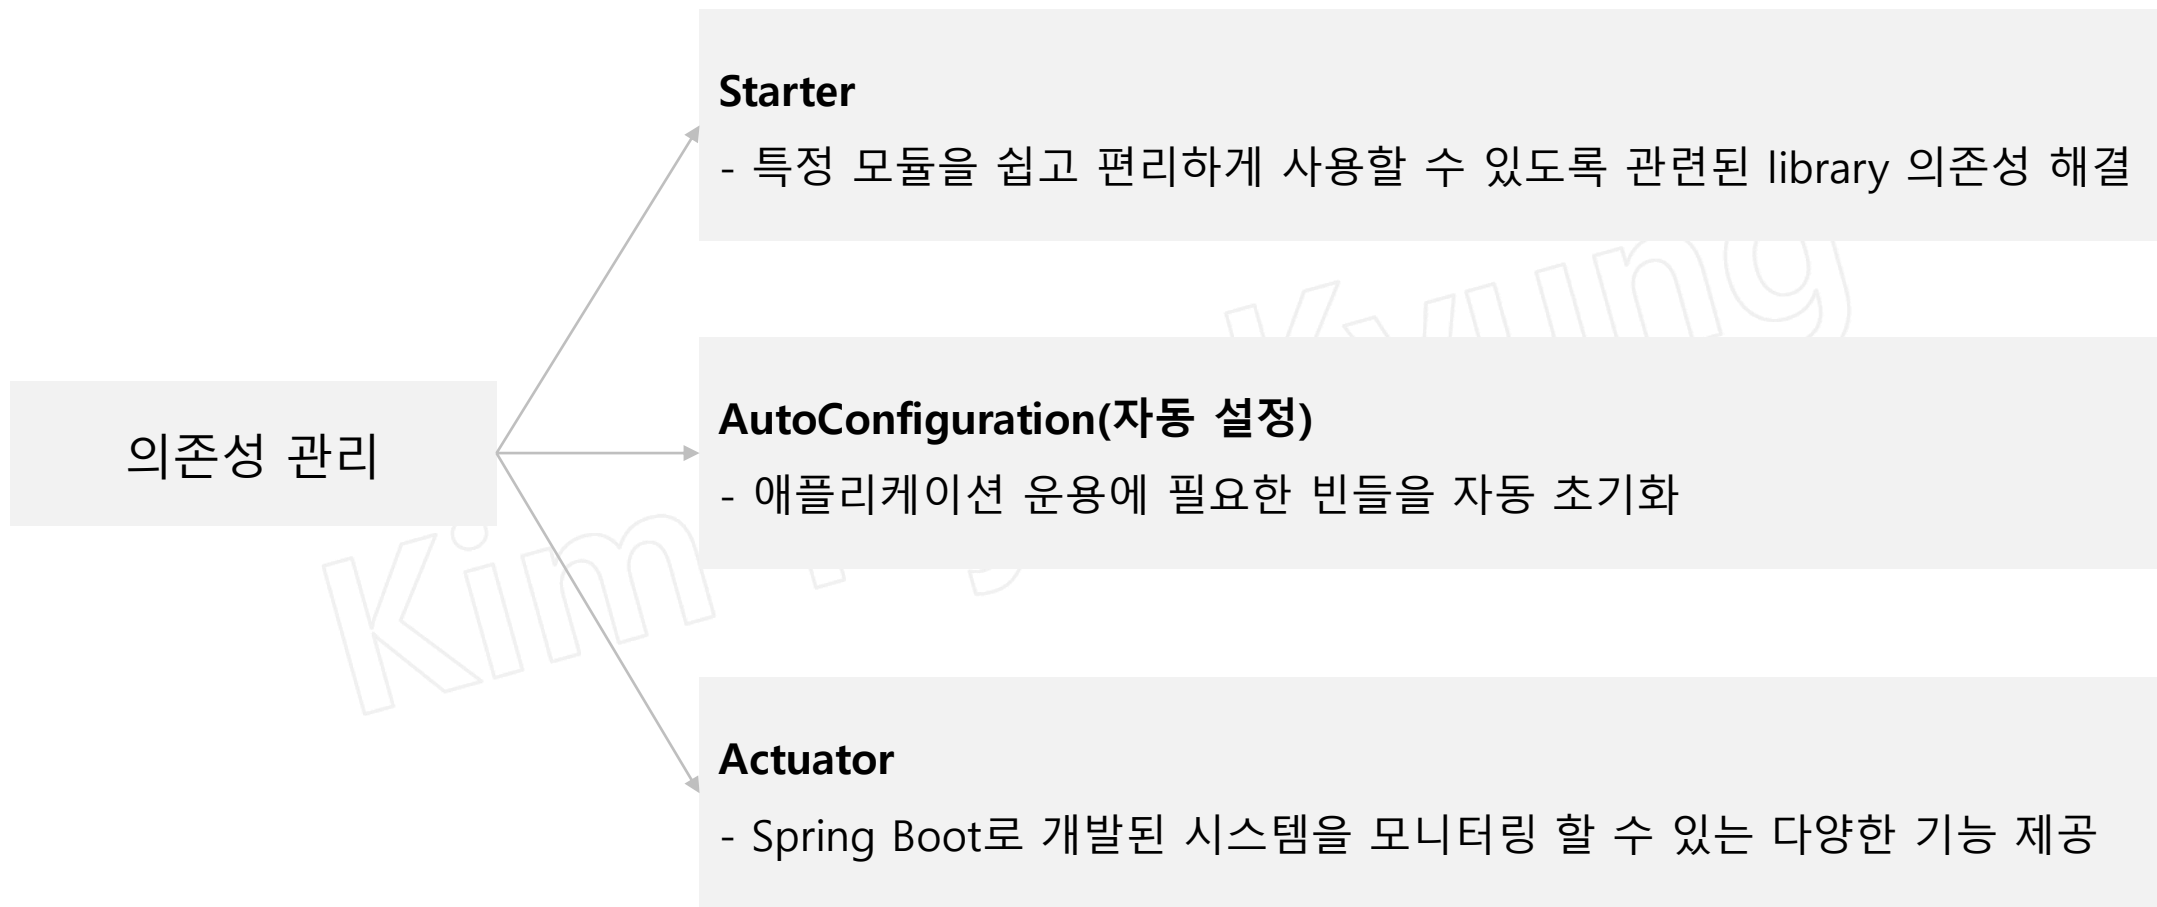 Starter
- 특정 모듈을 쉽고 편리하게 사용할 수 있도록 관련된 library 의존성 해결
의존성 관리
AutoConfiguration(자동 설정)
- 애플리케이션 운용에 필요한 빈들을 자동 초기화
Actuator
- Spring Boot로 개발된 시스템을 모니터링 할 수 있는 다양한 기능 제공
Kim